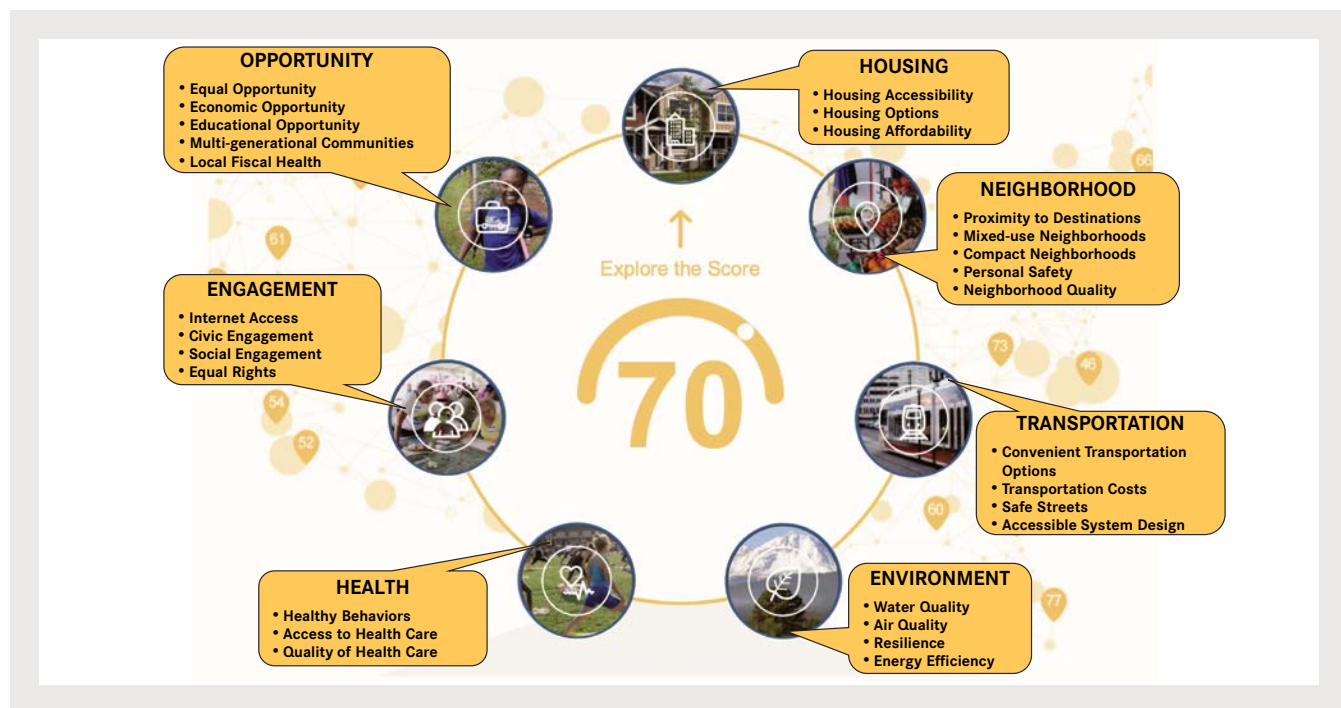 OPPORTUNITY
• Equal Opportunity
• Economic Opportunity
• Educational Opportunity
• Multi-generational Communities
• Local Fiscal Health
HOUSING
• Housing Accessibility
• Housing Options
• Housing Affordability
66
NEIGHBORHOOD
• Proximity to Destinations
• Mixed-use Neighborhoods
• Compact Neighborhoods
• Personal Safety
• Neighborhood Quality
61
Explore the Score
70
ENGAGEMENT
• Internet Access
• Civic Engagement
• Social Engagement
• Equal Rights
73
46
54
52
TRANSPORTATION
• Convenient Transportation
Options
• Transportation Costs
• Safe Streets
• Accessible System Design
60
HEALTH
• Healthy Behaviors
• Access to Health Care
• Quality of Health Care
ENVIRONMENT
• Water Quality
• Air Quality
• Resilience
• Energy Efficiency
77